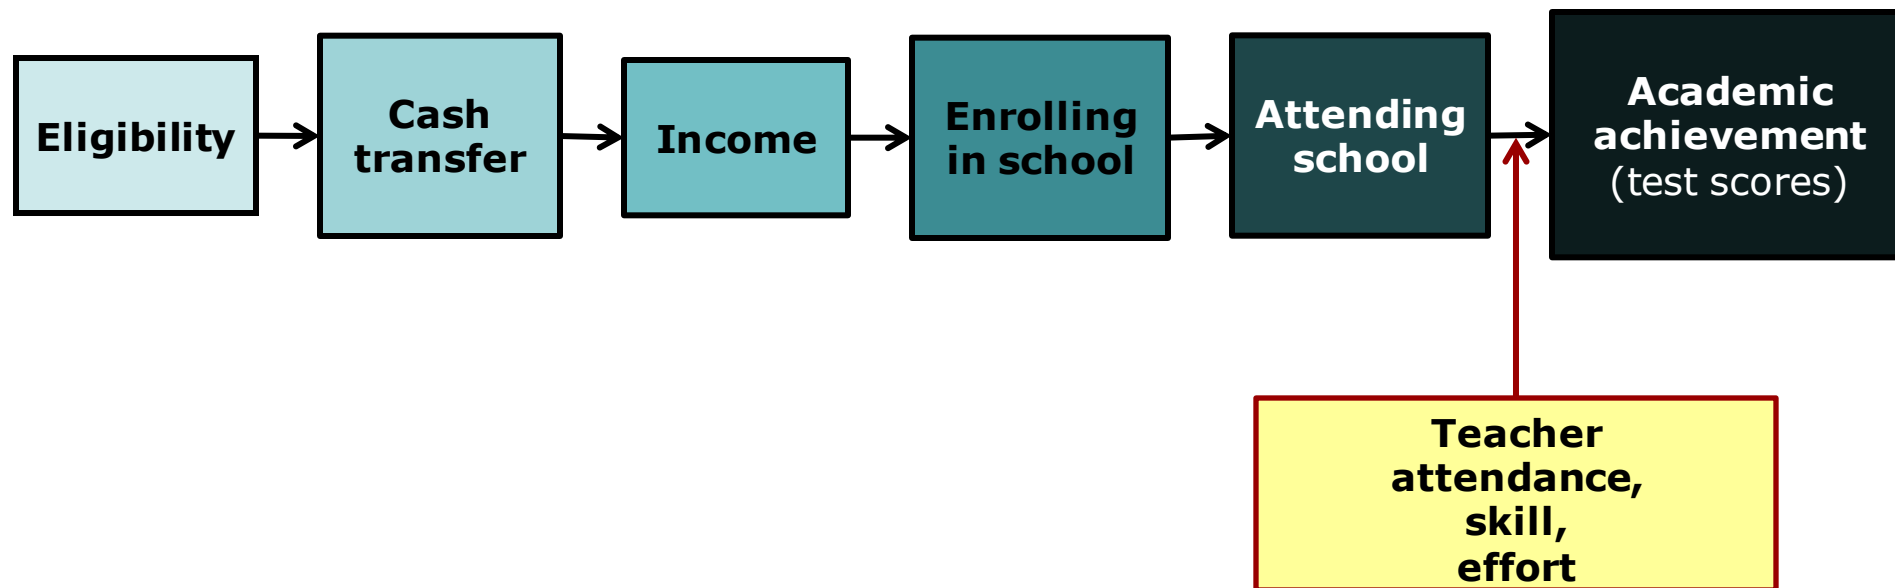 Eligibility
Cash
transfer
Income
Enrolling
in school
Attending
school
Academic
achievement
(test scores)
Teacher
attendance,
skill,
effort